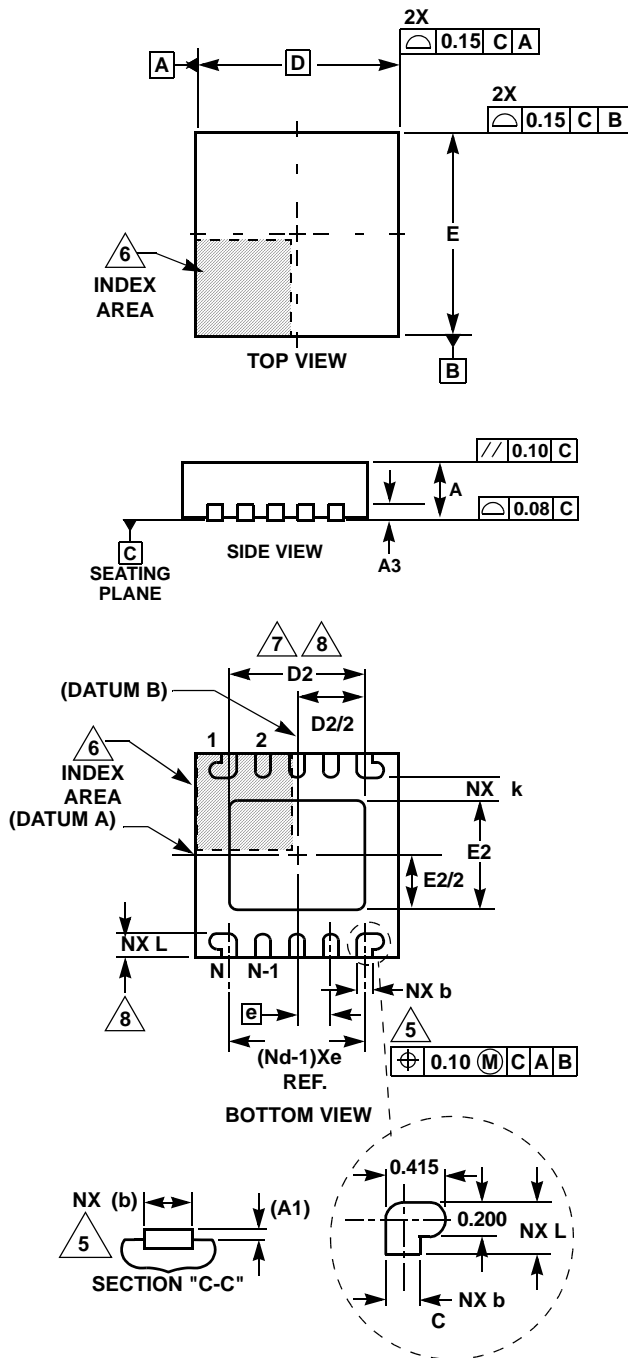 2X
⌓ 0.15 C A
A
D
2X
⌓ 0.15 C B
E
6
INDEX
AREA
TOP VIEW
B
// 0.10 C
A
⌓ 0.08 C
C
SEATING
PLANE
SIDE VIEW
A3
7 8
D2
(DATUM B)
D2/2
6
INDEX
AREA
1 2
(DATUM A)
NX k
E2
E2/2
NX L
8
N N-1
NX b
e
5
(Nd-1)Xe
REF.
⌖ 0.10 Ⓜ C A B
BOTTOM VIEW
NX (b)
(A1)
5
SECTION "C-C"
0.415
0.200
NX L
NX b
C